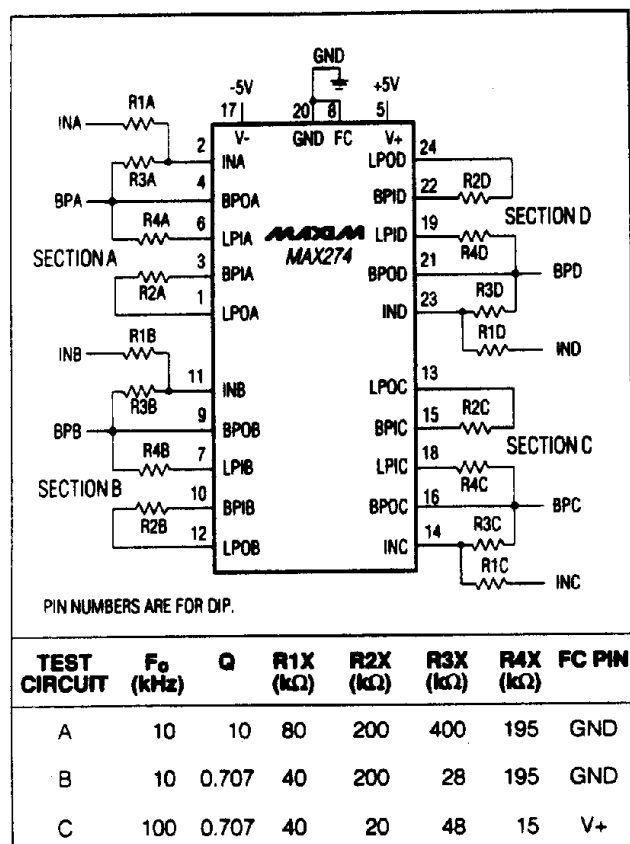 GND
-5V +5V
17 20 8 5
V- GND FC V+
INA R1A
R3A
2 INA
BPA 4 BPOA
R4A 6 LPIA
SECTION A
R2A 3 BPIA
1 LPOA
INB R1B
R3B
11 INB
BPB 9 BPOB
R4B 7 LPIB
SECTION B
R2B 10 BPIB
12 LPOB
MAXIM
MAX274
LPOD 24
BPID 22 R2D
SECTION D
LPID 19 R4D
BPOD 21 BPD
IND 23 R3D
R1D IND
LPOC 13
BPIC 15 R2C
SECTION C
LPIC 18 R4C
BPOC 16 BPC
INC 14 R3C
R1C INC
PIN NUMBERS ARE FOR DIP.
TEST CIRCUIT Fo (kHz) Q R1X (kΩ) R2X (kΩ) R3X (kΩ) R4X (kΩ) FC PIN
A 10 10 80 200 400 195 GND
B 10 0.707 40 200 28 195 GND
C 100 0.707 40 20 48 15 V+